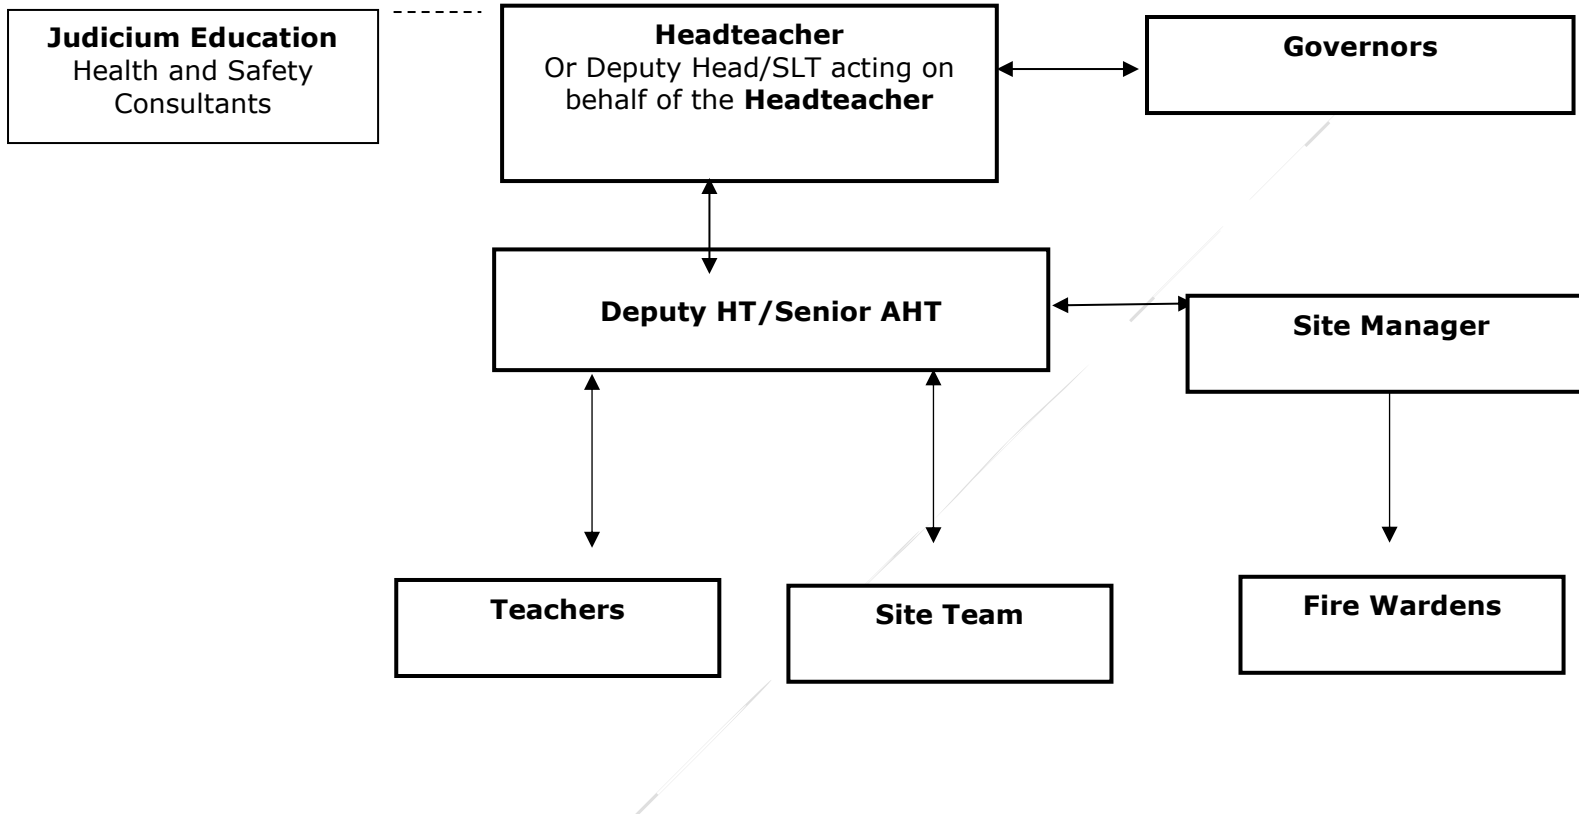 Judicium Education
Health and Safety
Consultants
Headteacher
Or Deputy Head/SLT acting on
behalf of the Headteacher
Governors
Deputy HT/Senior AHT
Site Manager
Teachers
Site Team
Fire Wardens